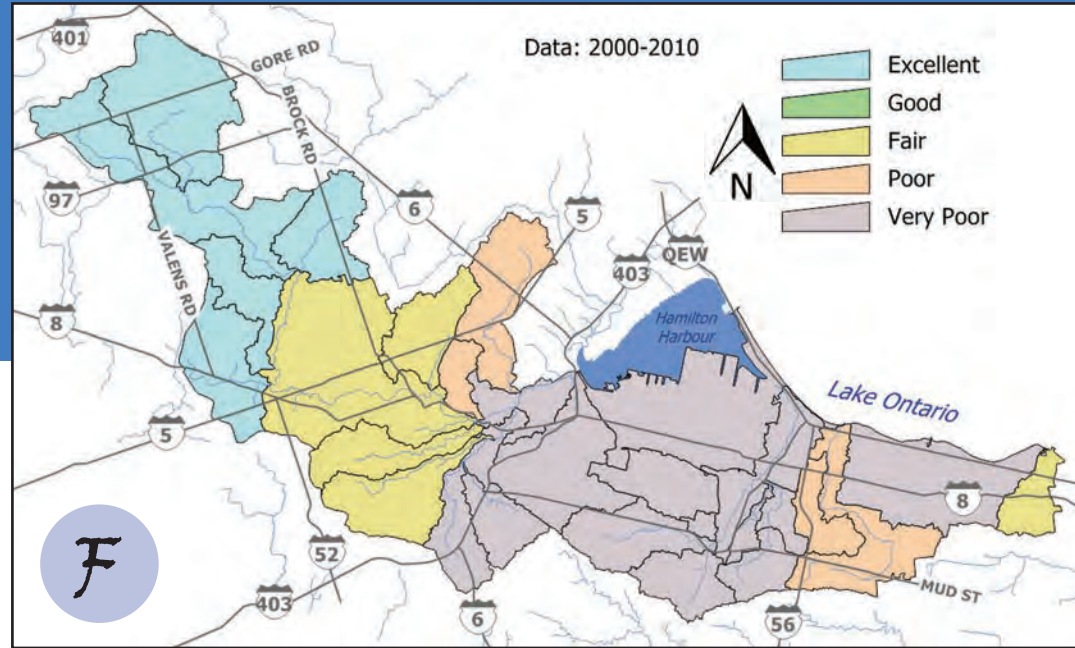 401
GORE RD
Data: 2000-2010
Excellent
Good
Fair
Poor
Very Poor
N
BROCK RD
97
6
5
403
QEW
VALENS RD
8
Hamilton
Harbour
Lake Ontario
5
8
52
F
403
6
56
MUD ST